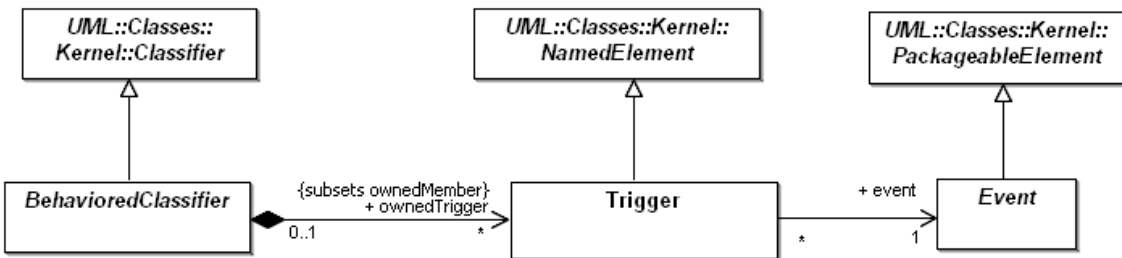 UML::Classes::
Kernel::Classifier
UML::Classes::Kernel::
NamedElement
UML::Classes::Kernel::
PackageableElement
BehavioredClassifier
{subsets ownedMember}
+ ownedTrigger
0..1
*
Trigger
+ event
*
1
Event